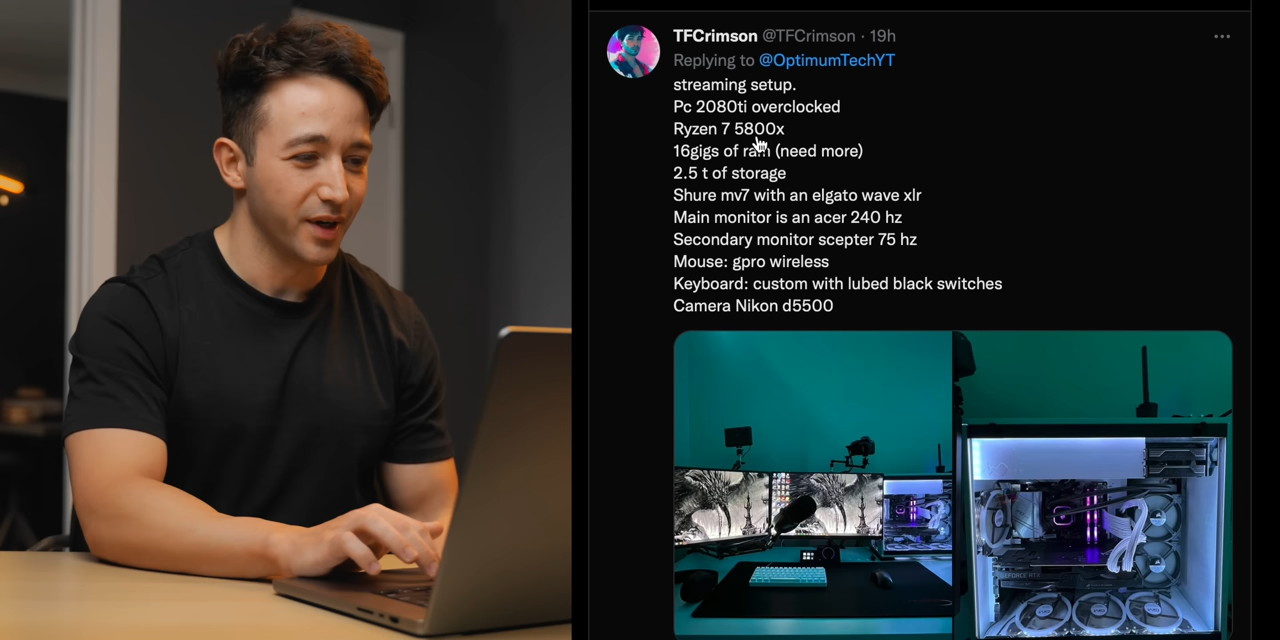 TFCrimson @TFCrimson · 19h
Replying to @OptimumTechYT
streaming setup.
Pc 2080ti overclocked
Ryzen 7 5800x
16gigs of ram (need more)
2.5 t of storage
Shure mv7 with an elgato wave xlr
Main monitor is an acer 240 hz
Secondary monitor scepter 75 hz
Mouse: gpro wireless
Keyboard: custom with lubed black switches
Camera Nikon d5500